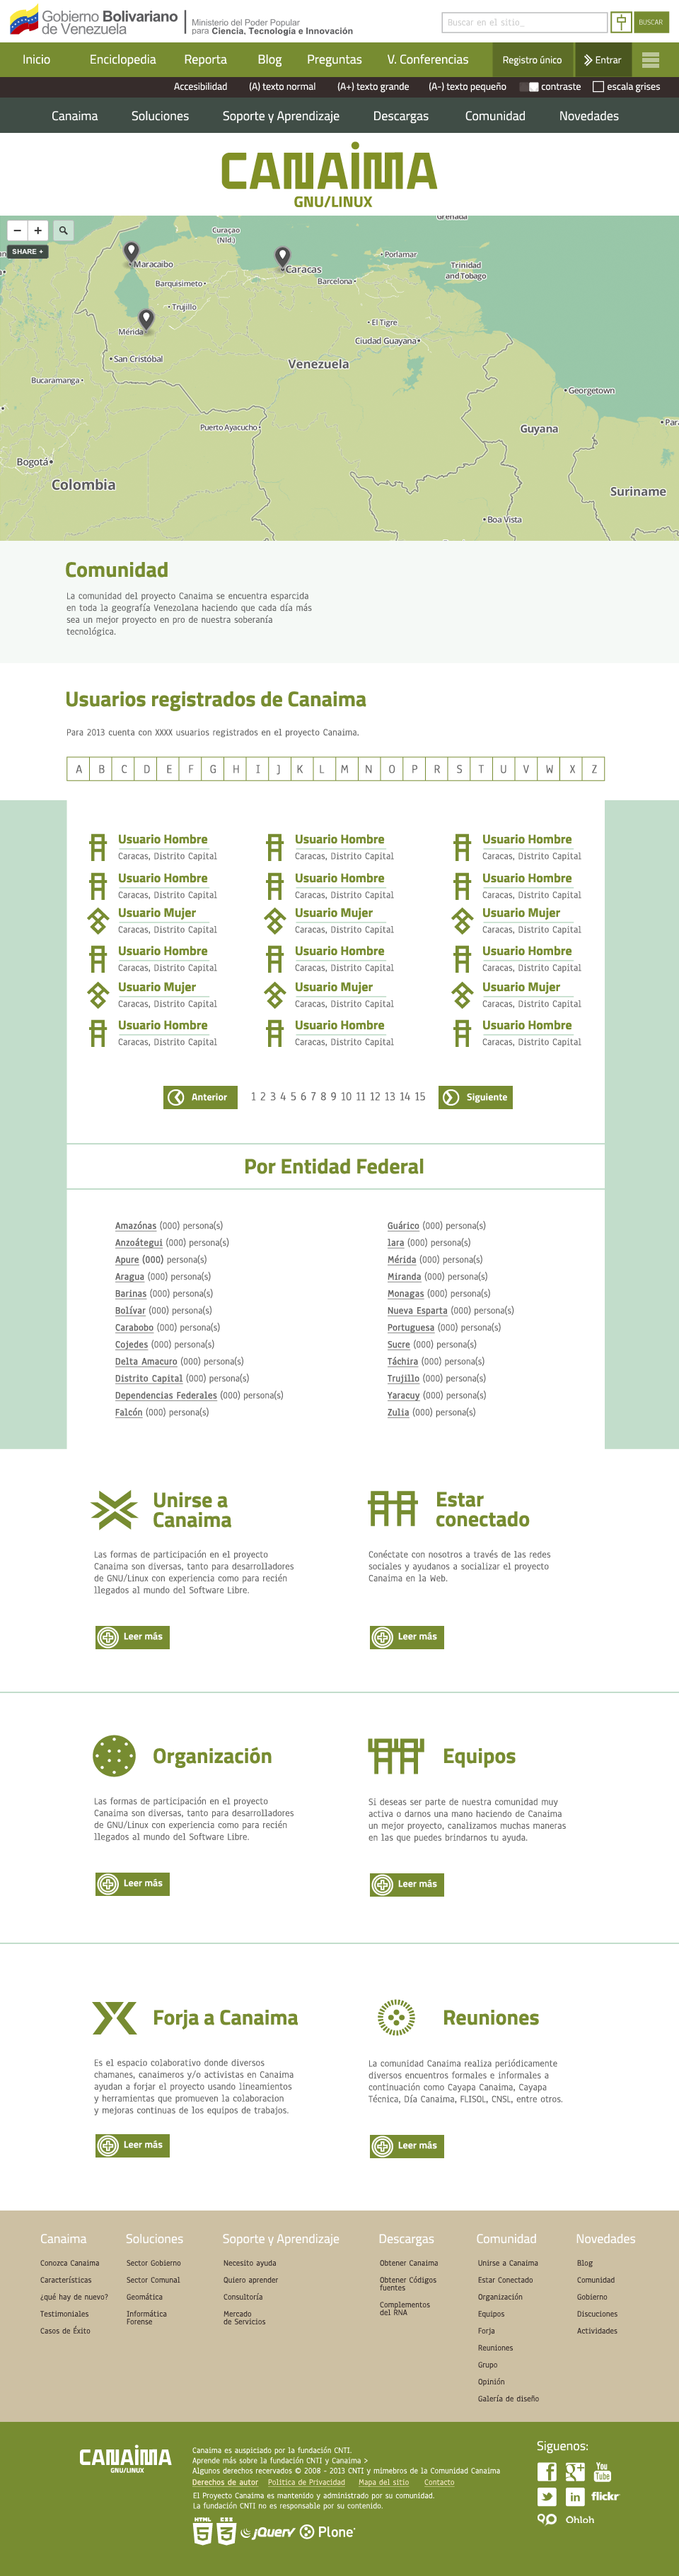 Gobierno Bolivariano
de Venezuela
Ministerio del Poder Popular
para Ciencia, Tecnología e Innovación
Buscar en el sitio_
BUSCAR
Inicio Enciclopedia Reporta Blog Preguntas V. Conferencias Registro único Entrar
Accesibilidad (A) texto normal (A+) texto grande (A-) texto pequeño contraste escala grises
Canaima Soluciones Soporte y Aprendizaje Descargas Comunidad Novedades
CANAIMA
GNU/LINUX
Grenada
SHARE +
Curaçao
(Nld.)
Maracaibo
Caracas
Porlamar
Trinidad
and Tobago
Barquisimeto
Barcelona
Trujillo
Mérida
El Tigre
Ciudad Guayana
San Cristóbal
Venezuela
Bucaramanga
Georgetown
Puerto Ayacucho
Guyana
Para
Bogotá
Colombia
Suriname
Boa Vista
Comunidad
La comunidad del proyecto Canaima se encuentra esparcida
en toda la geografía Venezolana haciendo que cada día más
sea un mejor proyecto en pro de nuestra soberanía
tecnológica.
Usuarios registrados de Canaima
Para 2013 cuenta con XXXX usuarios registrados en el proyecto Canaima.
A B C D E F G H I J K L M N O P R S T U V W X Z
Usuario Hombre Usuario Hombre Usuario Hombre
Caracas, Distrito Capital Caracas, Distrito Capital Caracas, Distrito Capital
Usuario Hombre Usuario Hombre Usuario Hombre
Caracas, Distrito Capital Caracas, Distrito Capital Caracas, Distrito Capital
Usuario Mujer Usuario Mujer Usuario Mujer
Caracas, Distrito Capital Caracas, Distrito Capital Caracas, Distrito Capital
Usuario Hombre Usuario Hombre Usuario Hombre
Caracas, Distrito Capital Caracas, Distrito Capital Caracas, Distrito Capital
Usuario Mujer Usuario Mujer Usuario Mujer
Caracas, Distrito Capital Caracas, Distrito Capital Caracas, Distrito Capital
Usuario Hombre Usuario Hombre Usuario Hombre
Caracas, Distrito Capital Caracas, Distrito Capital Caracas, Distrito Capital
Anterior 1 2 3 4 5 6 7 8 9 10 11 12 13 14 15 Siguiente
Por Entidad Federal
Amazónas (000) persona(s)
Anzoátegui (000) persona(s)
Apure (000) persona(s)
Aragua (000) persona(s)
Barinas (000) persona(s)
Bolívar (000) persona(s)
Carabobo (000) persona(s)
Cojedes (000) persona(s)
Delta Amacuro (000) persona(s)
Distrito Capital (000) persona(s)
Dependencias Federales (000) persona(s)
Falcón (000) persona(s)
Guárico (000) persona(s)
lara (000) persona(s)
Mérida (000) persona(s)
Miranda (000) persona(s)
Monagas (000) persona(s)
Nueva Esparta (000) persona(s)
Portuguesa (000) persona(s)
Sucre (000) persona(s)
Táchira (000) persona(s)
Trujillo (000) persona(s)
Yaracuy (000) persona(s)
Zulia (000) persona(s)
Unirse a
Canaima
Las formas de participación en el proyecto
Canaima son diversas, tanto para desarrolladores
de GNU/Linux con experiencia como para recién
llegados al mundo del Software Libre.
Leer más
Estar
conectado
Conéctate con nosotros a través de las redes
sociales y ayudanos a socializar el proyecto
Canaima en la Web.
Leer más
Organización
Las formas de participación en el proyecto
Canaima son diversas, tanto para desarrolladores
de GNU/Linux con experiencia como para recién
llegados al mundo del Software Libre.
Leer más
Equipos
Si deseas ser parte de nuestra comunidad muy
activa o darnos una mano haciendo de Canaima
un mejor proyecto, canalizamos muchas maneras
en las que puedes brindarnos tu ayuda.
Leer más
Forja a Canaima
Es el espacio colaborativo donde diversos
chamanes, canaimeros y/o activistas en Canaima
ayudan a forjar el proyecto usando lineamientos
y herramientas que promueven la colaboracion
y mejoras continuas de los equipos de trabajos.
Leer más
Reuniones
La comunidad Canaima realiza periódicamente
diversos encuentros formales e informales a
continuación como Cayapa Canaima, Cayapa
Técnica, Día Canaima, FLISOL, CNSL, entre otros.
Leer más
Canaima
Conozca Canaima
Características
¿qué hay de nuevo?
Testimoniales
Casos de Éxito
Soluciones
Sector Gobierno
Sector Comunal
Geomática
Informática
Forense
Soporte y Aprendizaje
Necesito ayuda
Quiero aprender
Consultoría
Mercado
de Servicios
Descargas
Obtener Canaima
Obtener Códigos
fuentes
Complementos
del RNA
Comunidad
Unirse a Canaima
Estar Conectado
Organización
Equipos
Forja
Reuniones
Grupo
Opinión
Galería de diseño
Novedades
Blog
Comunidad
Gobierno
Discuciones
Actividades
CANAIMA
GNU/LINUX
Canaima es auspiciado por la fundación CNTI.
Aprende más sobre la fundación CNTI y Canaima >
Algunos derechos reservados © 2008 - 2013 CNTI y mimebros de la Comunidad Canaima
Derechos de autor Política de Privacidad Mapa del sitio Contacto
El Proyecto Canaima es mantenido y administrado por su comunidad.
La fundación CNTI no es responsable por su contenido.
HTML 5 CSS 3 jQuery Plone
Síguenos:
f g+ You Tube
in flickr
Ohloh